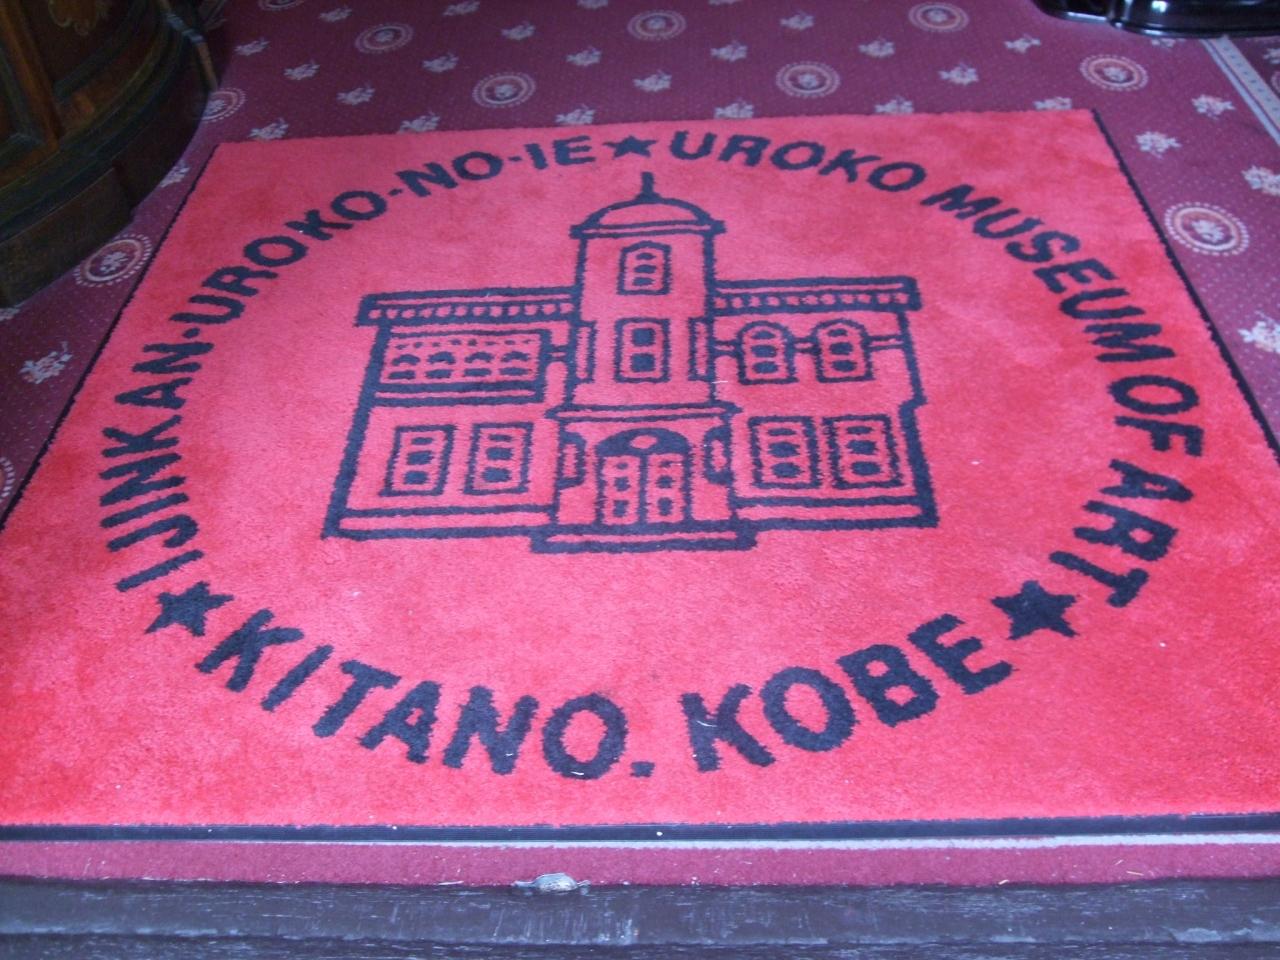 IJINKAN·UROKO-NO-IE★UROKO MUSEUM OF ART★
KITANO. KOBE